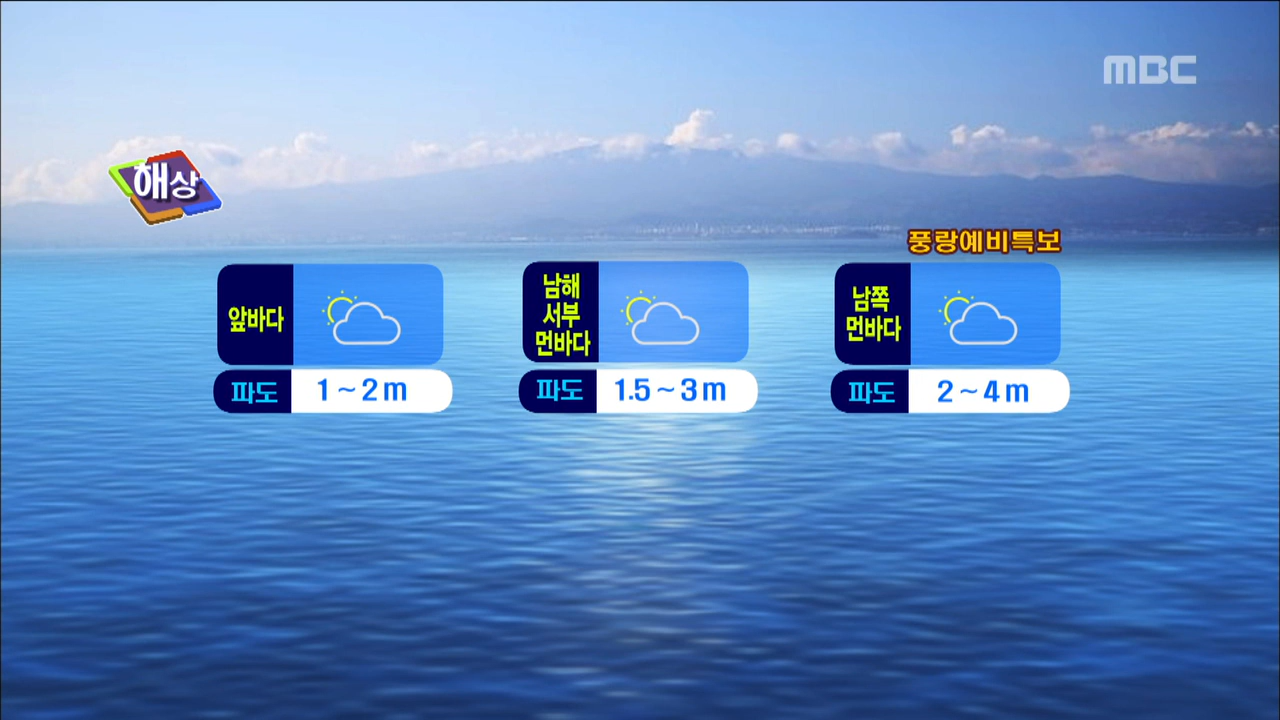 MBC
해상
풍랑예비특보
앞바다
파도 1~2m
남해
서부
먼바다
파도 1.5~3m
남쪽
먼바다
파도 2~4m